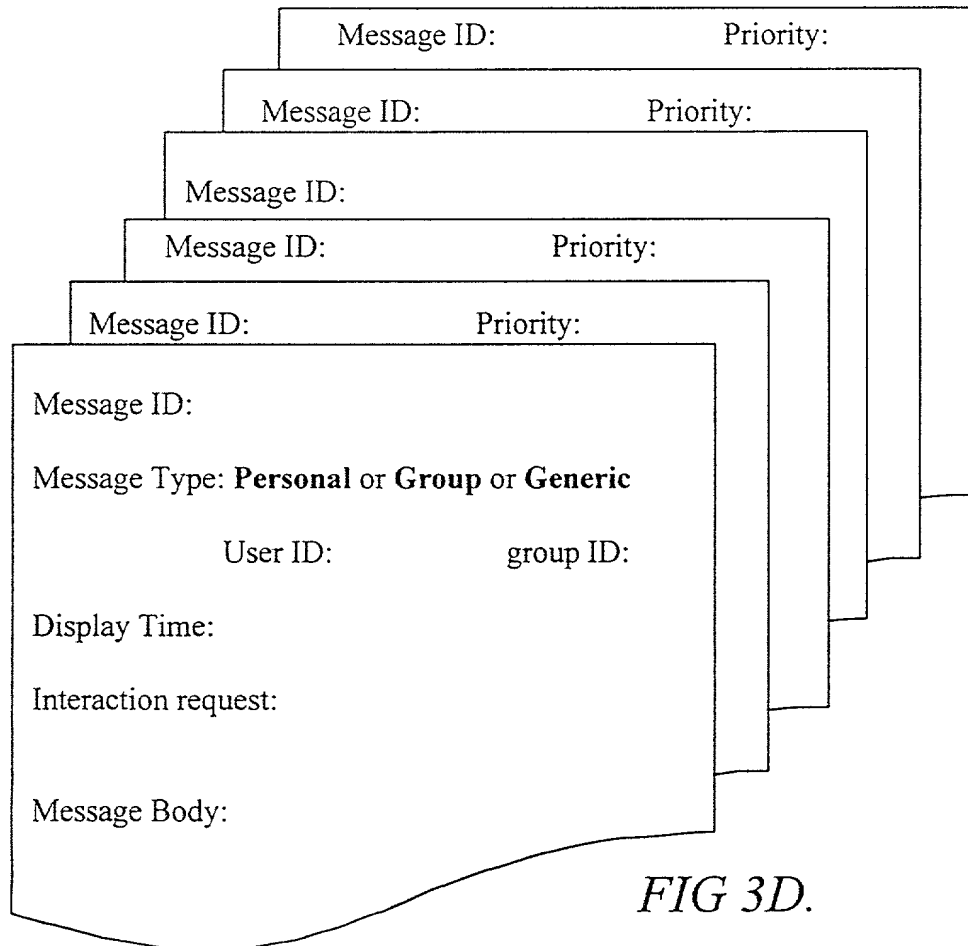 Message ID: Priority:
Message ID: Priority:
Message ID:
Message ID: Priority:
Message ID: Priority:
Message ID:
Message Type: Personal or Group or Generic
User ID: group ID:
Display Time:
Interaction request:
Message Body:
FIG 3D.